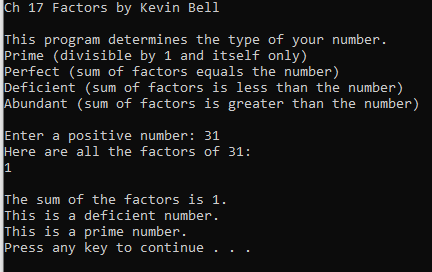 Ch 17 Factors by Kevin Bell
This program determines the type of your number.
Prime (divisible by 1 and itself only)
Perfect (sum of factors equals the number)
Deficient (sum of factors is less than the number)
Abundant (sum of factors is greater than the number)
Enter a positive number: 31
Here are all the factors of 31:
1
The sum of the factors is 1.
This is a deficient number.
This is a prime number.
Press any key to continue . . .